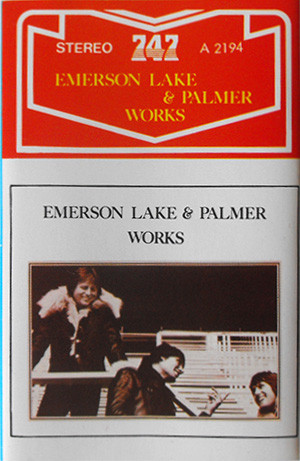 STEREO 747 A 2194
EMERSON LAKE
& PALMER
WORKS
EMERSON LAKE & PALMER
WORKS